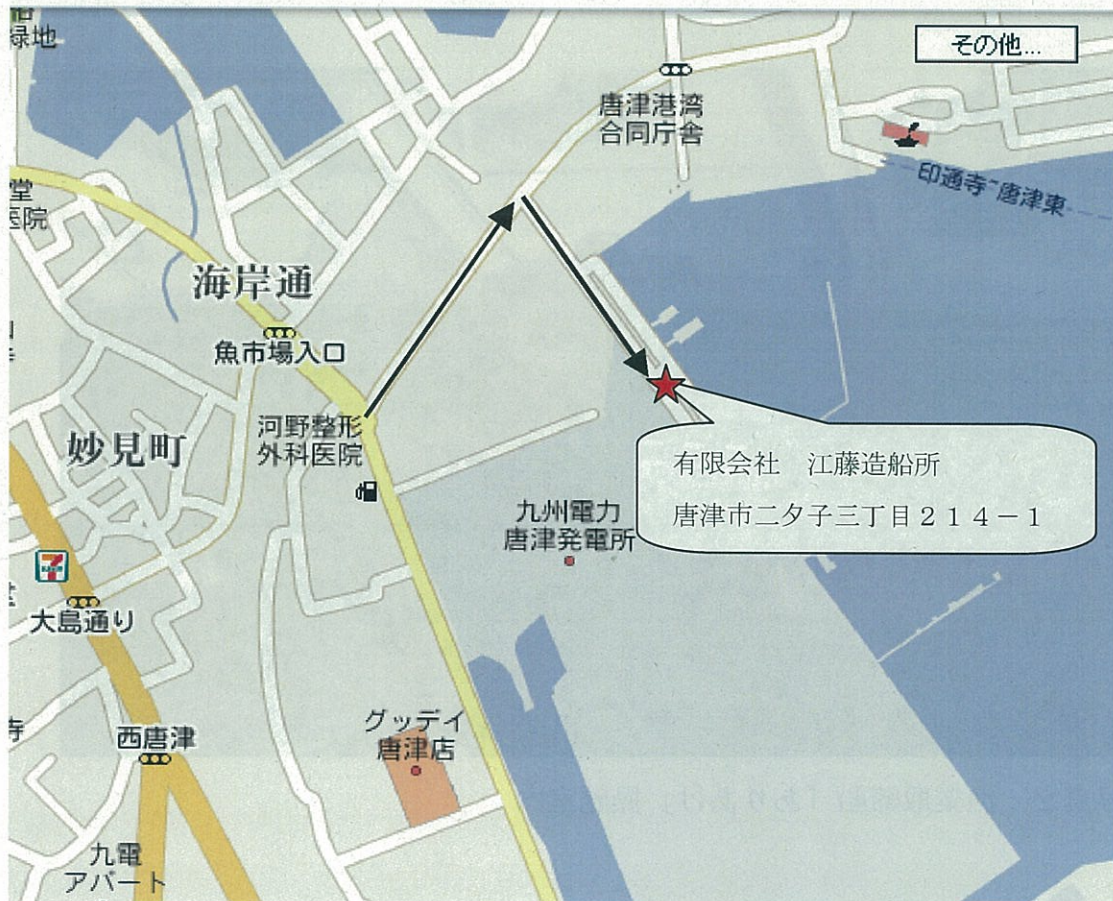 緑地
その他...
唐津港湾
合同庁舎
印通寺-唐津東
医院
海岸通
魚市場入口
河野整形
外科医院
妙見町
有限会社　江藤造船所
唐津市二夕子三丁目２１４－１
九州電力
唐津発電所
大島通り
グッデイ
唐津店
西唐津
寺
九電
アパート